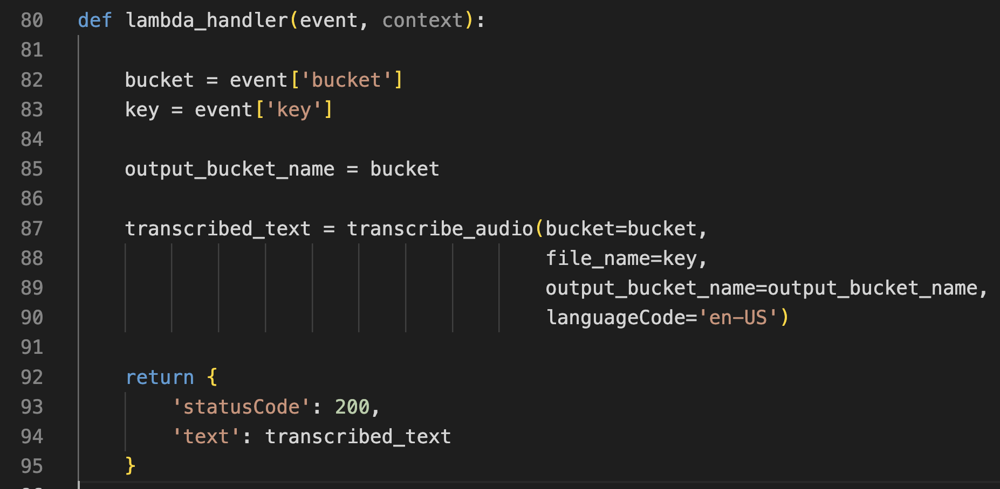 80 def lambda_handler(event, context):
81
82     bucket = event['bucket']
83     key = event['key']
84
85     output_bucket_name = bucket
86
87     transcribed_text = transcribe_audio(bucket=bucket,
88                                         file_name=key,
89                                         output_bucket_name=output_bucket_name,
90                                         languageCode='en-US')
91
92     return {
93         'statusCode': 200,
94         'text': transcribed_text
95     }